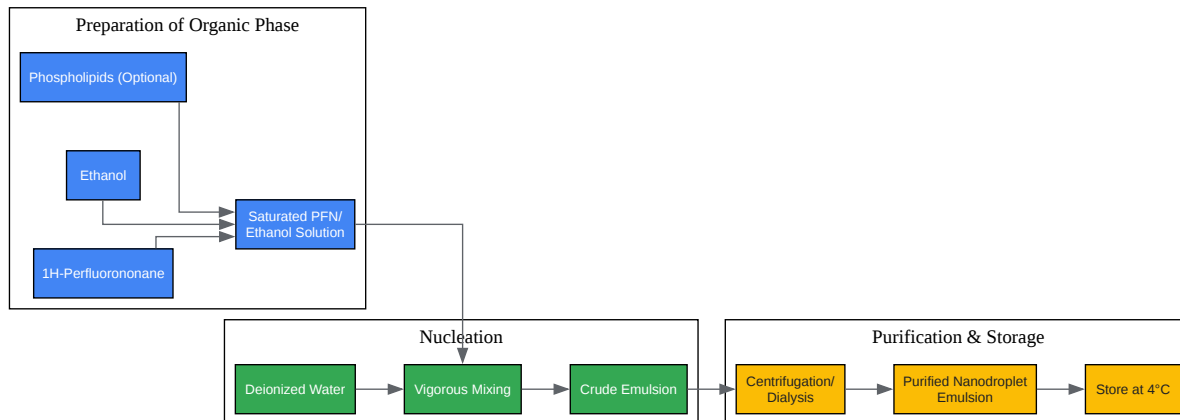 Preparation of Organic Phase
Phospholipids (Optional)
Ethanol
Saturated PFN/
Ethanol Solution
1H-Perfluorononane
Nucleation
Deionized Water
Vigorous Mixing
Crude Emulsion
Purification & Storage
Centrifugation/
Dialysis
Purified Nanodroplet
Emulsion
Store at 4°C